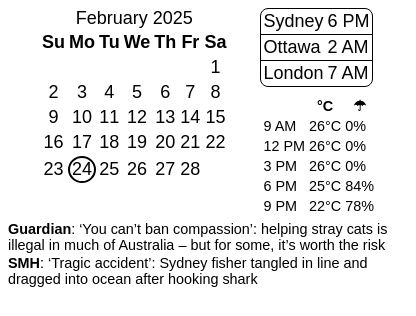 February 2025
Su Mo Tu We Th Fr Sa
1
2 3 4 5 6 7 8
9 10 11 12 13 14 15
16 17 18 19 20 21 22
23 24 25 26 27 28
Sydney 6 PM
Ottawa 2 AM
London 7 AM
°C ☂
9 AM 26°C 0%
12 PM 26°C 0%
3 PM 26°C 0%
6 PM 25°C 84%
9 PM 22°C 78%
Guardian: ‘You can’t ban compassion’: helping stray cats is
illegal in much of Australia – but for some, it’s worth the risk
SMH: ‘Tragic accident’: Sydney fisher tangled in line and
dragged into ocean after hooking shark